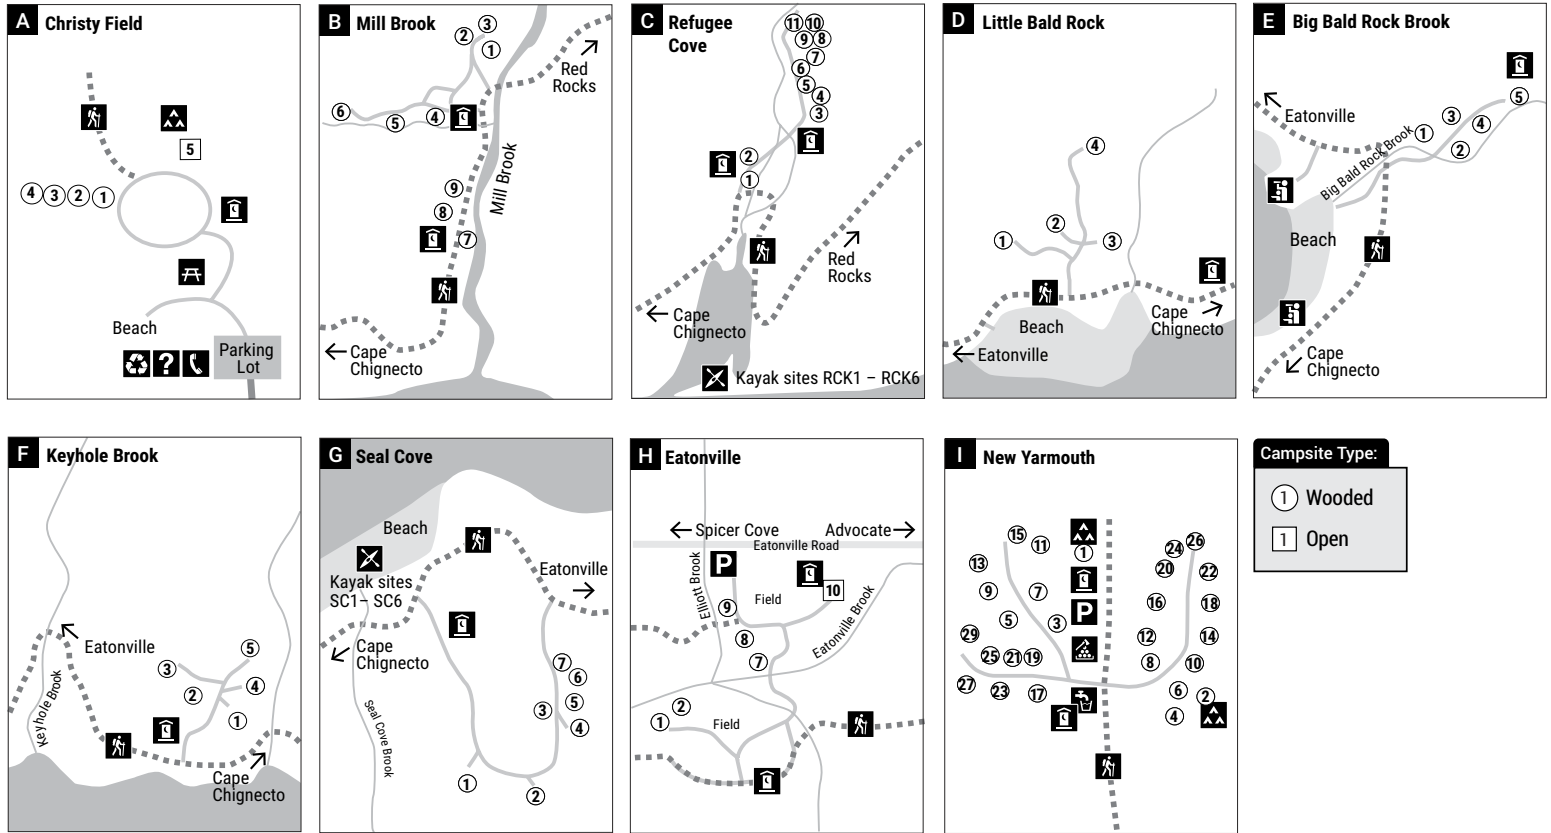 A Christy Field
5
4 3 2 1
Beach
?
Parking
Lot
B Mill Brook
3
2
1
Red
Rocks
6
5
4
Mill Brook
9
8
7
Cape
Chignecto
C Refugee
Cove
11 10
9 8
7
6
5
4
3
2
1
Red
Rocks
Cape
Chignecto
Kayak sites RCK1 – RCK6
D Little Bald Rock
4
2
1
3
Beach
Cape
Chignecto
Eatonville
E Big Bald Rock Brook
5
Eatonville
3
1
4
2
Big Bald Rock Brook
Beach
Cape
Chignecto
F Keyhole Brook
Eatonville
5
3
4
2
1
Keyhole Brook
Cape
Chignecto
G Seal Cove
Beach
Kayak sites
SC1– SC6
Eatonville
Cape
Chignecto
7
6
5
3
4
Seal Cove Brook
1
2
H Eatonville
Spicer Cove Advocate
Eatonville Road
P
10
Elliott Brook
9
Field
Eatonville Brook
8
7
2
1
Field
I New Yarmouth
15
11
1
24
26
13
20
22
9
7
P
16
18
5
3
29
12
14
25 21 19
8
10
27
23
17
6
2
4
Campsite Type:
1 Wooded
1 Open